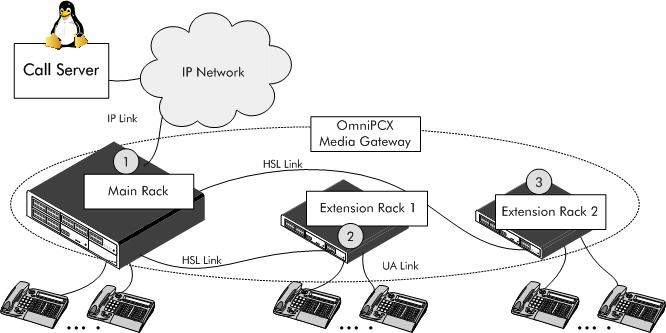 Call Server
IP Network
IP Link
OmniPCX
Media Gateway
1
Main Rack
HSL Link
3
Extension Rack 1
Extension Rack 2
2
HSL Link
UA Link
... .
... .
... .